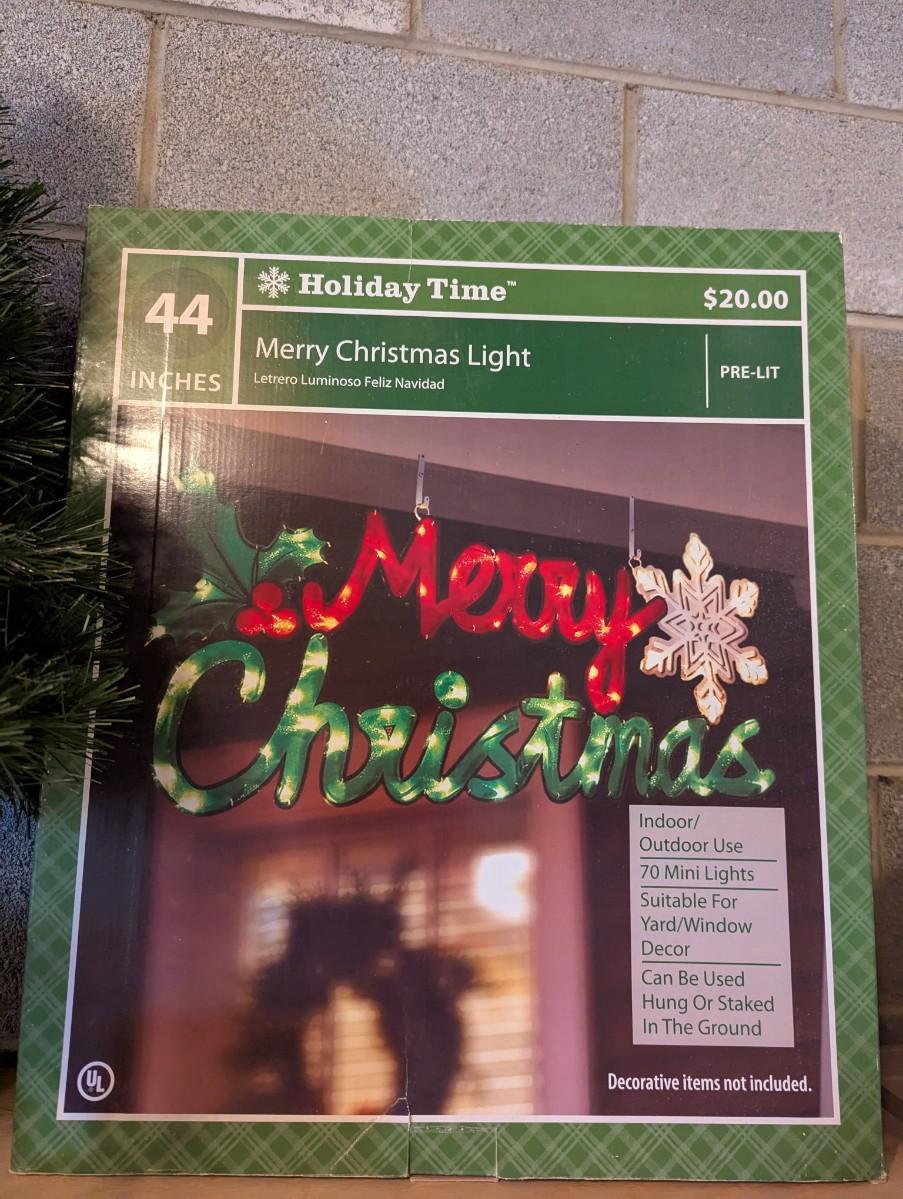 44
INCHES
Holiday Time™
$20.00
Merry Christmas Light
Letrero Luminoso Feliz Navidad
PRE-LIT
Merry
Christmas
Indoor/
Outdoor Use
70 Mini Lights
Suitable For
Yard/Window
Decor
Can Be Used
Hung Or Staked
In The Ground
UL
Decorative items not included.